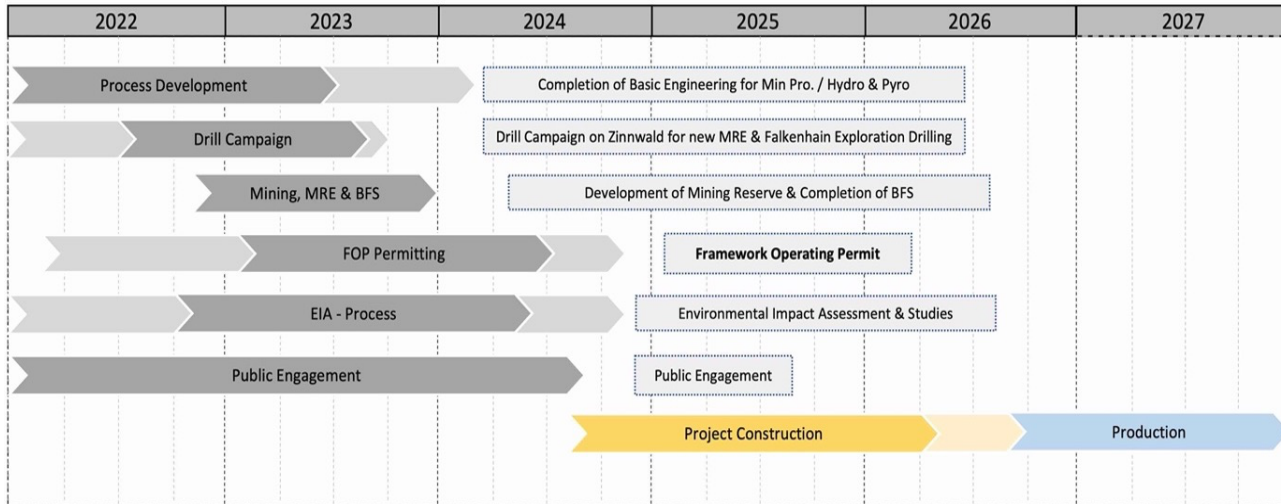 2022 2023 2024 2025 2026 2027
Process Development Completion of Basic Engineering for Min Pro. / Hydro & Pyro
Drill Campaign Drill Campaign on Zinnwald for new MRE & Falkenhain Exploration Drilling
Mining, MRE & BFS Development of Mining Reserve & Completion of BFS
FOP Permitting Framework Operating Permit
EIA - Process Environmental Impact Assessment & Studies
Public Engagement Public Engagement
Project Construction Production